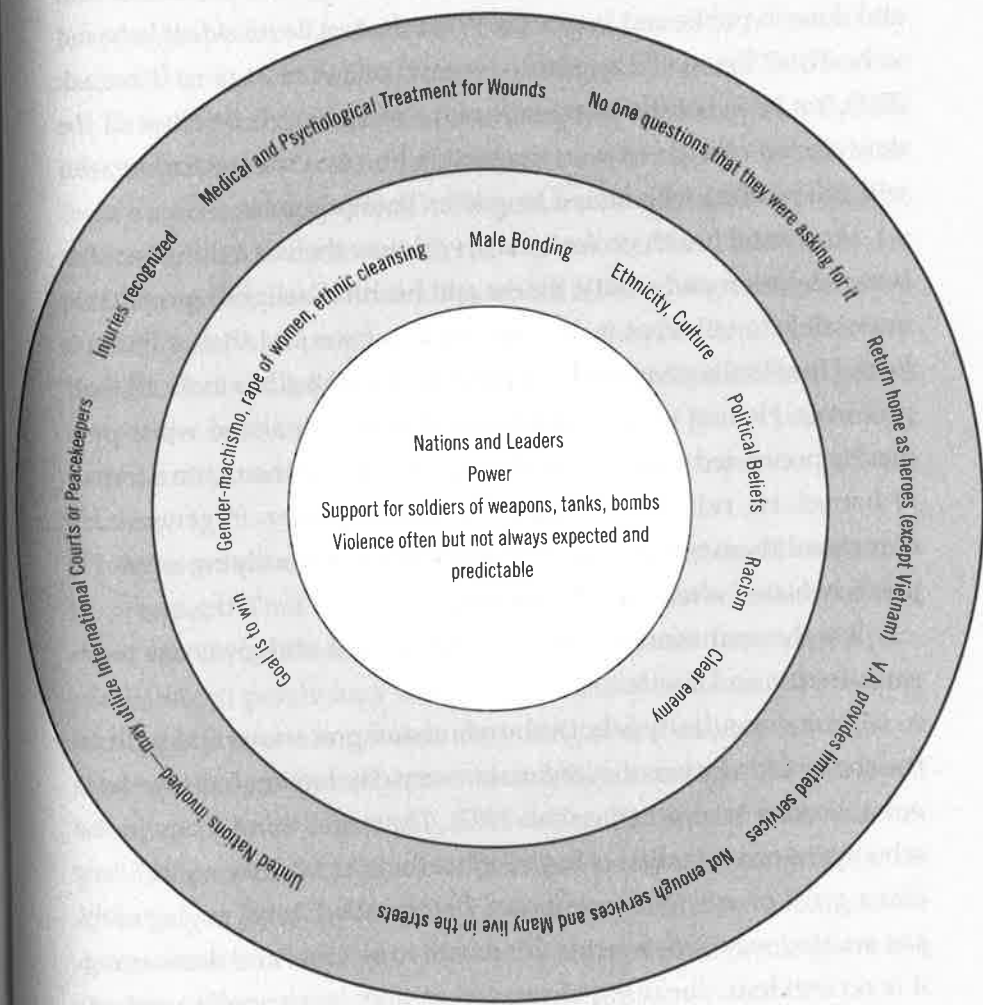 Medical and Psychological Treatment for Wounds
No one questions that they were asking for it
Return home as heroes (except Vietnam)
V.A. provides limited services
Not enough services and Many live in the streets
United Nations involved—may utilize International Courts or Peacekeepers
Injuries recognized
Male Bonding
Ethnicity, Culture
Political Beliefs
Racism
Clear enemy
Goal is to win
Gender-machismo, rape of women, ethnic cleansing
Nations and Leaders
Power
Support for soldiers of weapons, tanks, bombs
Violence often but not always expected and
predictable